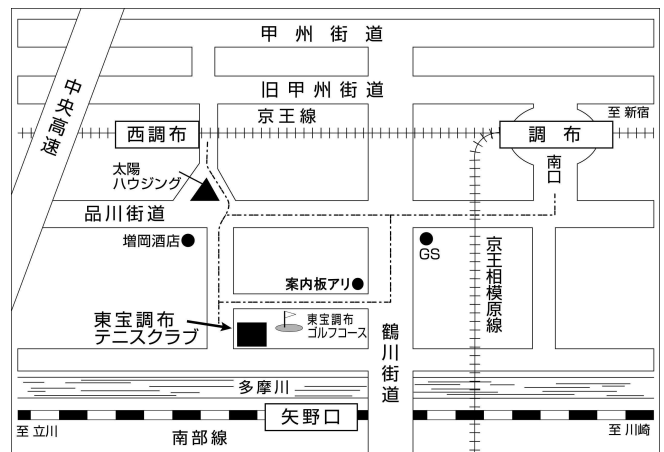 甲州街道
旧甲州街道
中央高速
京王線
至 新宿
西調布
調布
南口
太陽
ハウジング
品川街道
増岡酒店
GS
京王相模原線
案内板アリ
東宝調布
テニスクラブ
東宝調布
ゴルフコース
鶴川街道
多摩川
矢野口
至 立川
南部線
至 川崎